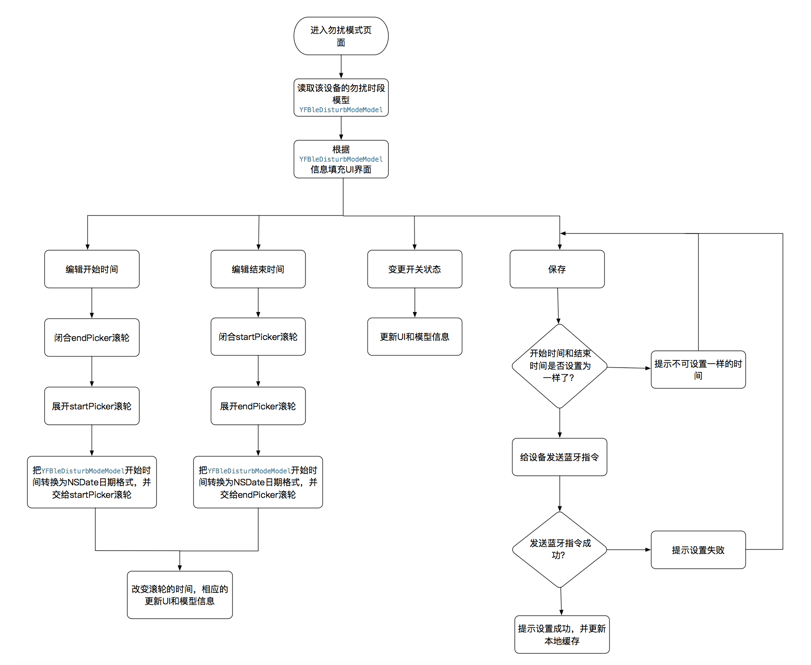 进入勿扰模式页
面
读取该设备的勿扰时段
模型
YFBleDisturbModeModel
根据
YFBleDisturbModeModel
信息填充UI界面
编辑开始时间
编辑结束时间
变更开关状态
保存
闭合endPicker滚轮
闭合startPicker滚轮
更新UI和模型信息
开始时间和结束
时间是否设置为
一样了？
提示不可设置一样的时
间
展开startPicker滚轮
展开endPicker滚轮
给设备发送蓝牙指令
把YFBleDisturbModeModel开始时
间转换为NSDate日期格式，并
交给startPicker滚轮
把YFBleDisturbModeModel开始时
间转换为NSDate日期格式，并
交给endPicker滚轮
发送蓝牙指令成
功？
提示设置失败
改变滚轮的时间，相应的
更新UI和模型信息
提示设置成功，并更新
本地缓存